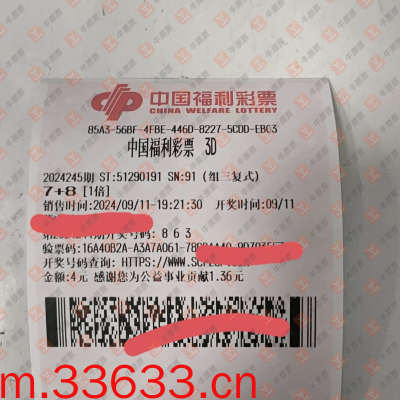 中国福利彩票
CHINA WELFARE LOTTERY
85A3-56BF-4FBE-446D-8227-5CDD-EBC3
中国福利彩票 3D
2024245期 ST:51290191 SN:91 (组三复式)
7+8 [1倍]
销售时间:2024/09/11-19:21:30 开奖时间:09/11
开奖号码: 8 6 3
验票码:16A40B2A-A3A7A061-
开奖号码查询: HTTPS://WWW.
金额:4元 感谢您为公益事业贡献1.36元
m.33633.cn